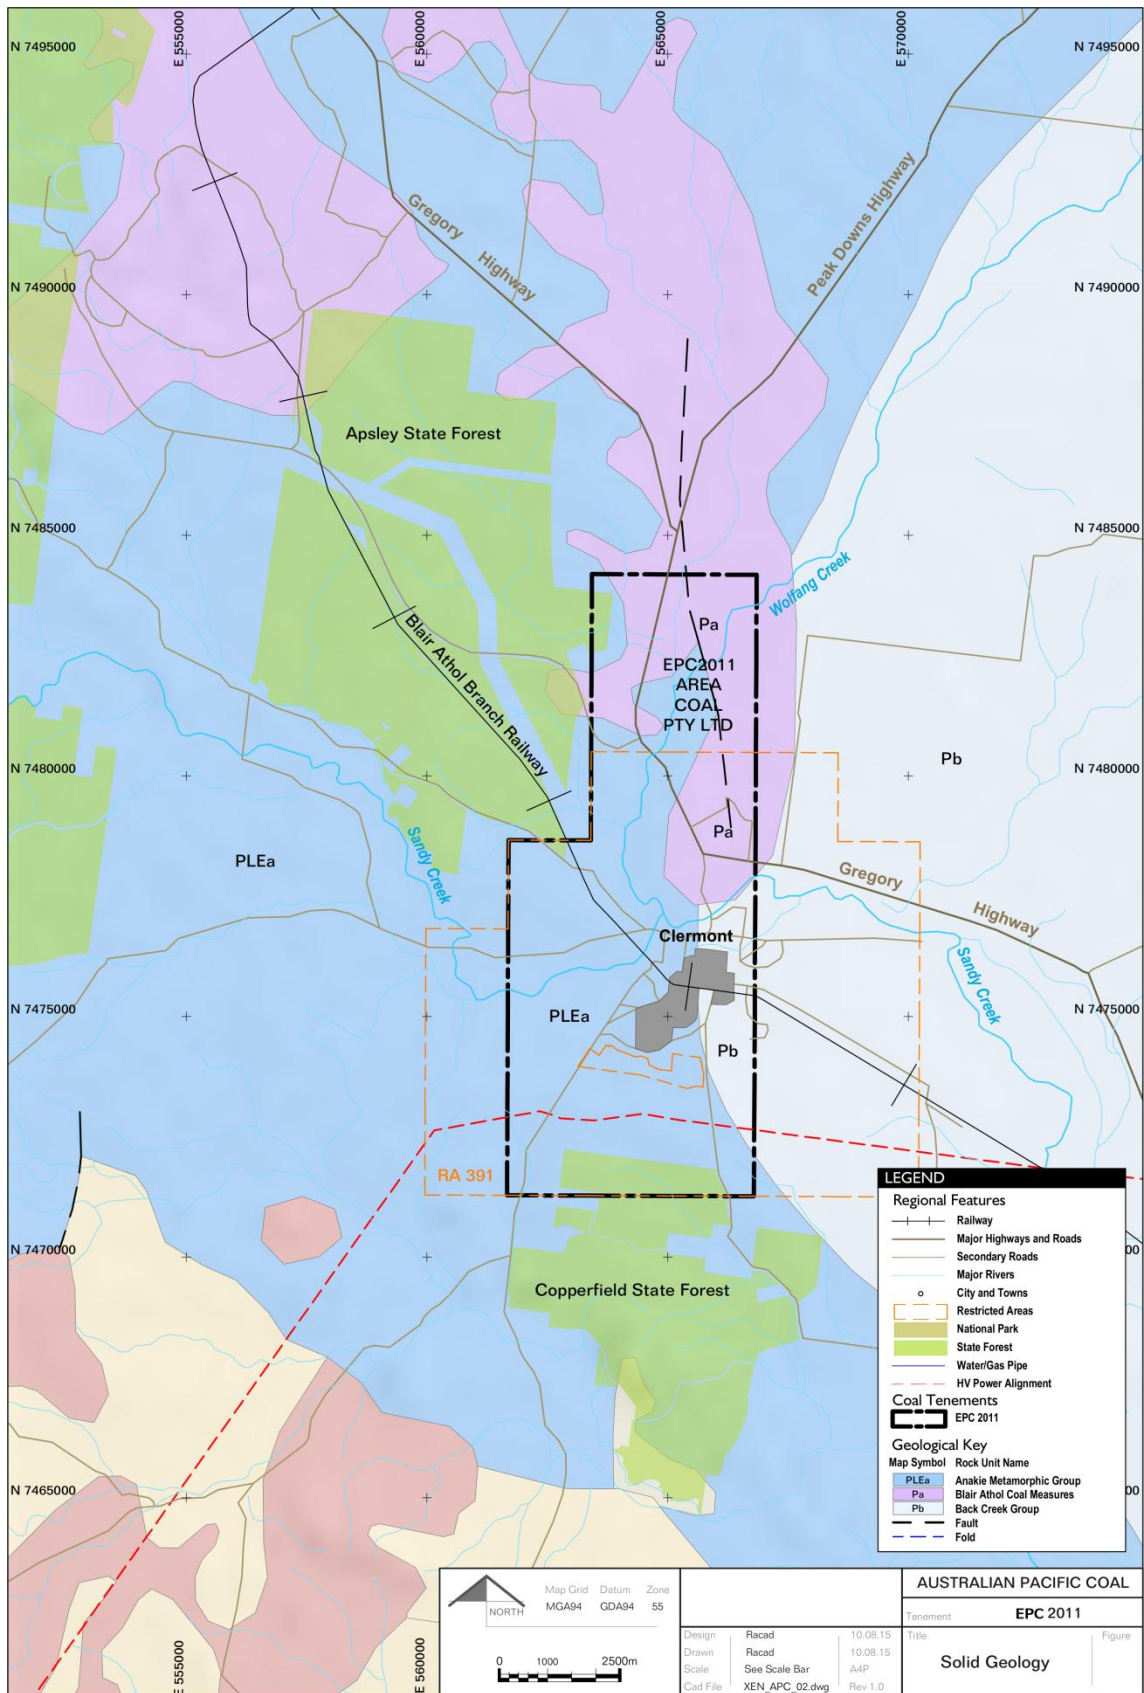 E 555000
E 560000
E 565000
E 570000
N 7495000
N 7495000
Gregory
Highway
Peak Downs Highway
N 7490000
N 7490000
Apsley State Forest
N 7485000
N 7485000
Wolfang Creek
Blair Athol Branch Railway
Pa
EPC2011
AREA
COAL
PTY LTD
N 7480000
N 7480000
Pb
Sandy Creek
PLEa
Pa
Gregory
Highway
Clermont
Sandy Creek
N 7475000
N 7475000
PLEa
Pb
RA 391
LEGEND
Regional Features
Railway
Major Highways and Roads
Secondary Roads
Major Rivers
City and Towns
Restricted Areas
National Park
State Forest
Water/Gas Pipe
HV Power Alignment
Coal Tenements
EPC 2011
Geological Key
Map Symbol Rock Unit Name
PLEa Anakie Metamorphic Group
Pa Blair Athol Coal Measures
Pb Back Creek Group
Fault
Fold
N 7470000
Copperfield State Forest
N 7465000
E 555000
E 560000
NORTH
Map Grid Datum Zone
MGA94 GDA94 55
0 1000 2500m
Design Racad 10.08.15
Drawn Racad 10.08.15
Scale See Scale Bar A4P
Cad File XEN_APC_02.dwg Rev 1.0
AUSTRALIAN PACIFIC COAL
Tenement EPC 2011
Title Figure
Solid Geology